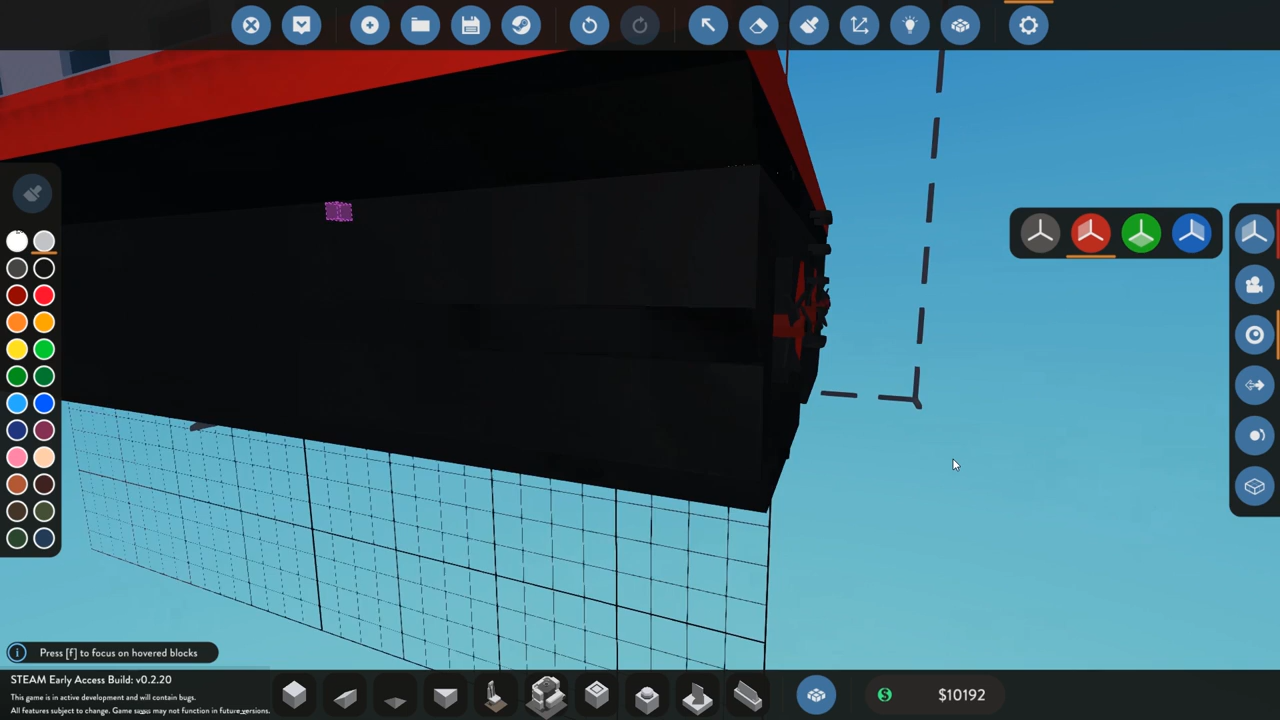 Press [f] to focus on hovered blocks
STEAM Early Access Build: v0.2.20
This game is in active development and will contain bugs.
All features subject to change. Game saves may not function in future versions.
$10192